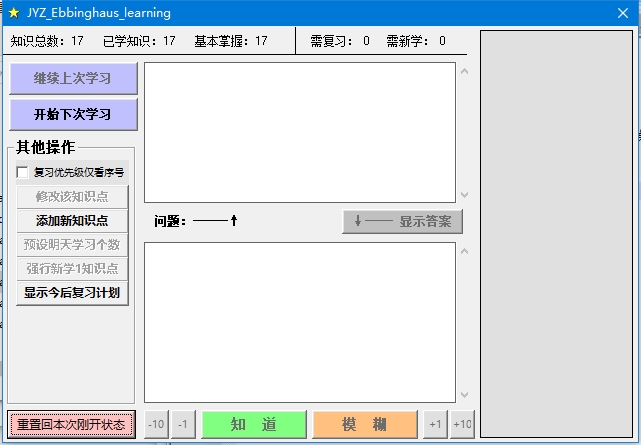 JYZ_Ebbinghaus_learning
知识总数：17 已学知识：17 基本掌握：17 需复习：0 需新学：0
继续上次学习
开始下次学习
其他操作
复习优先级仅看序号
修改该知识点
添加新知识点
预设明天学习个数
强行新学1知识点
显示今后复习计划
问题：——↑
↓—— 显示答案
重置回本次刚开状态
-10 -1 知 道 模 糊 +1 +10